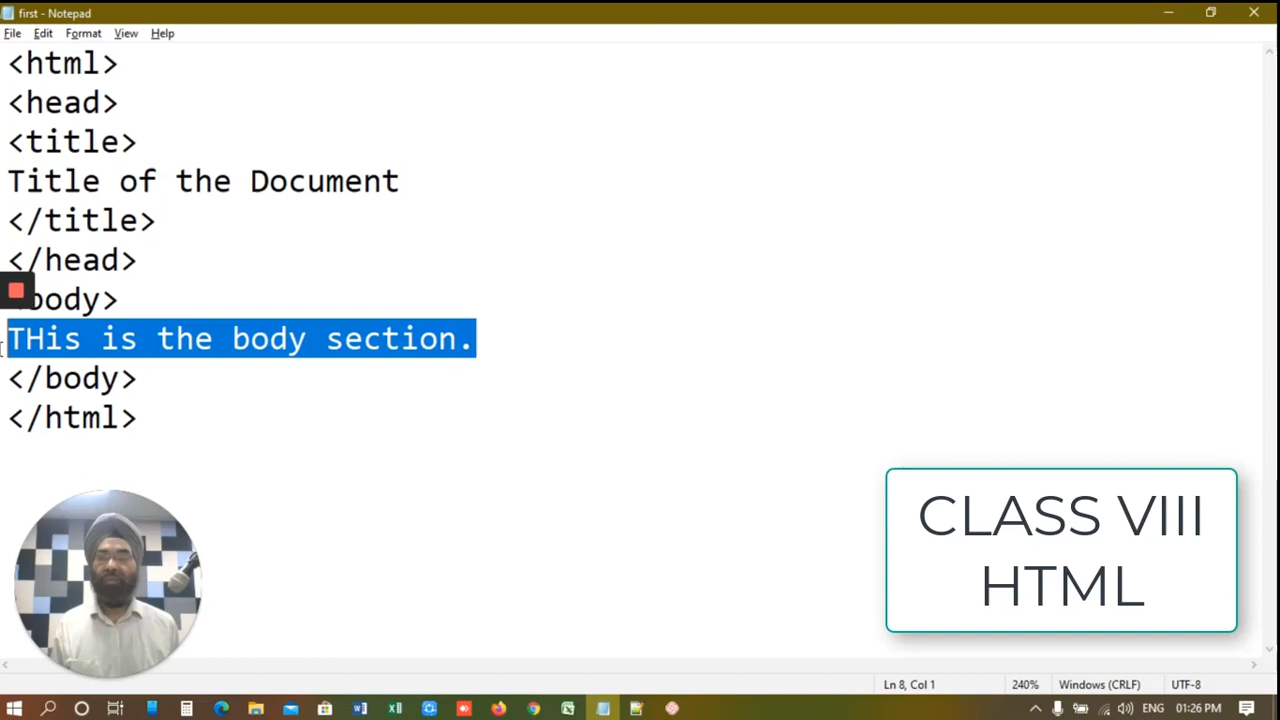 first - Notepad
File Edit Format View Help
<html>
<head>
<title>
Title of the Document
</title>
</head>
body>
THis is the body section.
</body>
</html>
CLASS VIII
HTML
Ln 8, Col 1 240% Windows (CRLF) UTF-8
ENG 01:26 PM